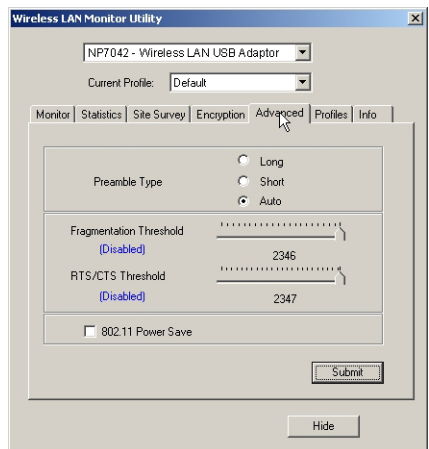 Wireless LAN Monitor Utility
NP7042 - Wireless LAN USB Adaptor
Current Profile: Default
Monitor Statistics Site Survey Encryption Advanced Profiles Info
Preamble Type
Long
Short
Auto
Fragmentation Threshold
(Disabled)
2346
RTS/CTS Threshold
(Disabled)
2347
802.11 Power Save
Submit
Hide